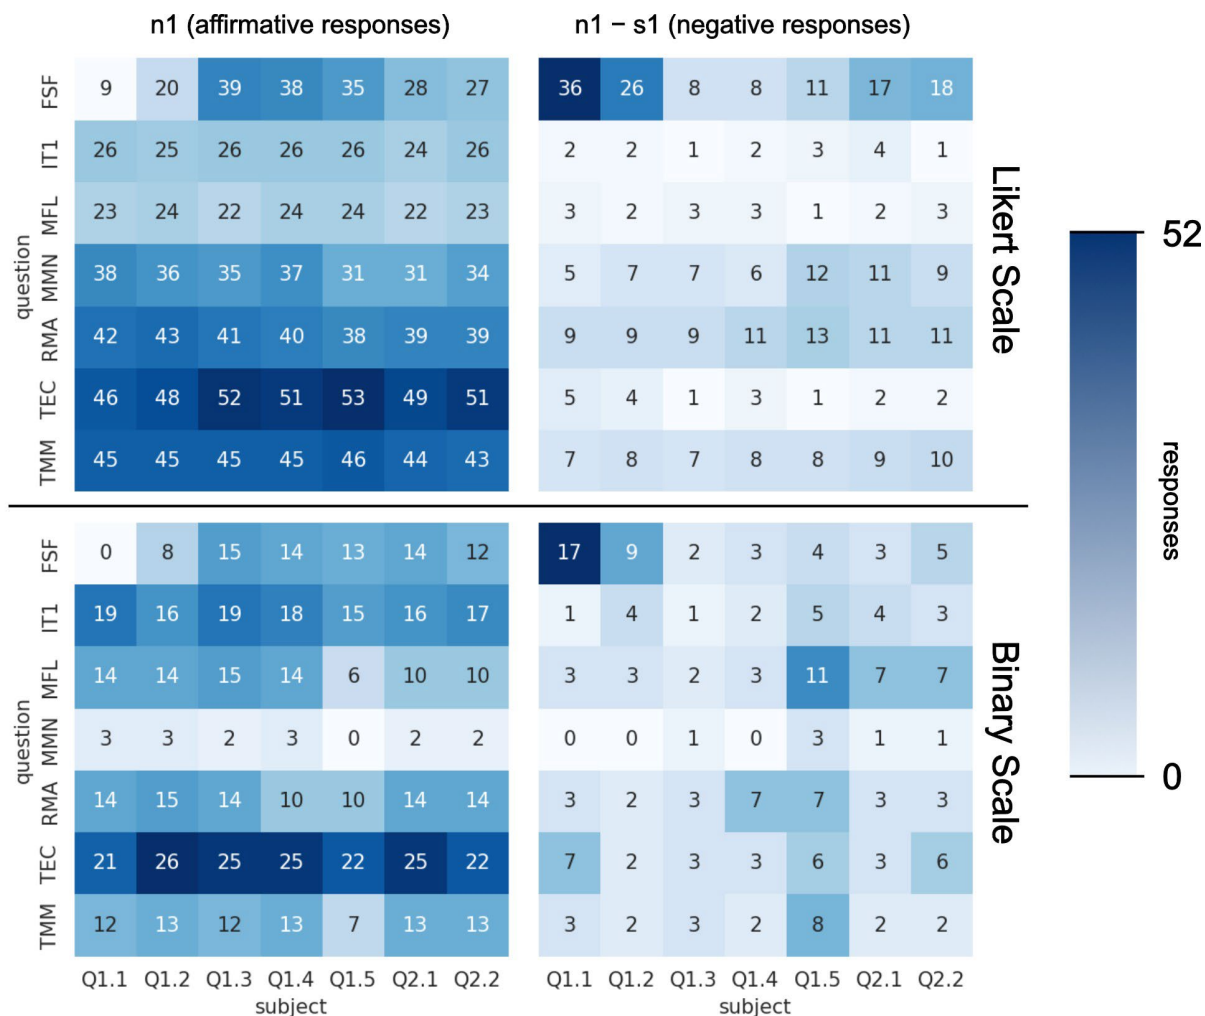 n1 (affirmative responses) n1 − s1 (negative responses)
FSF 9 20 39 38 35 28 27 36 26 8 8 11 17 18
IT1 26 25 26 26 26 24 26 2 2 1 2 3 4 1
MFL 23 24 22 24 24 22 23 3 2 3 3 1 2 3
MMN 38 36 35 37 31 31 34 5 7 7 6 12 11 9
RMA 42 43 41 40 38 39 39 9 9 9 11 13 11 11
TEC 46 48 52 51 53 49 51 5 4 1 3 1 2 2
TMM 45 45 45 45 46 44 43 7 8 7 8 8 9 10
question
Likert Scale
FSF 0 8 15 14 13 14 12 17 9 2 3 4 3 5
IT1 19 16 19 18 15 16 17 1 4 1 2 5 4 3
MFL 14 14 15 14 6 10 10 3 3 2 3 11 7 7
MMN 3 3 2 3 0 2 2 0 0 1 0 3 1 1
RMA 14 15 14 10 10 14 14 3 2 3 7 7 3 3
TEC 21 26 25 25 22 25 22 7 2 3 3 6 3 6
TMM 12 13 12 13 7 13 13 3 2 3 2 8 2 2
question
Binary Scale
Q1.1 Q1.2 Q1.3 Q1.4 Q1.5 Q2.1 Q2.2 Q1.1 Q1.2 Q1.3 Q1.4 Q1.5 Q2.1 Q2.2
subject subject
52
responses
0